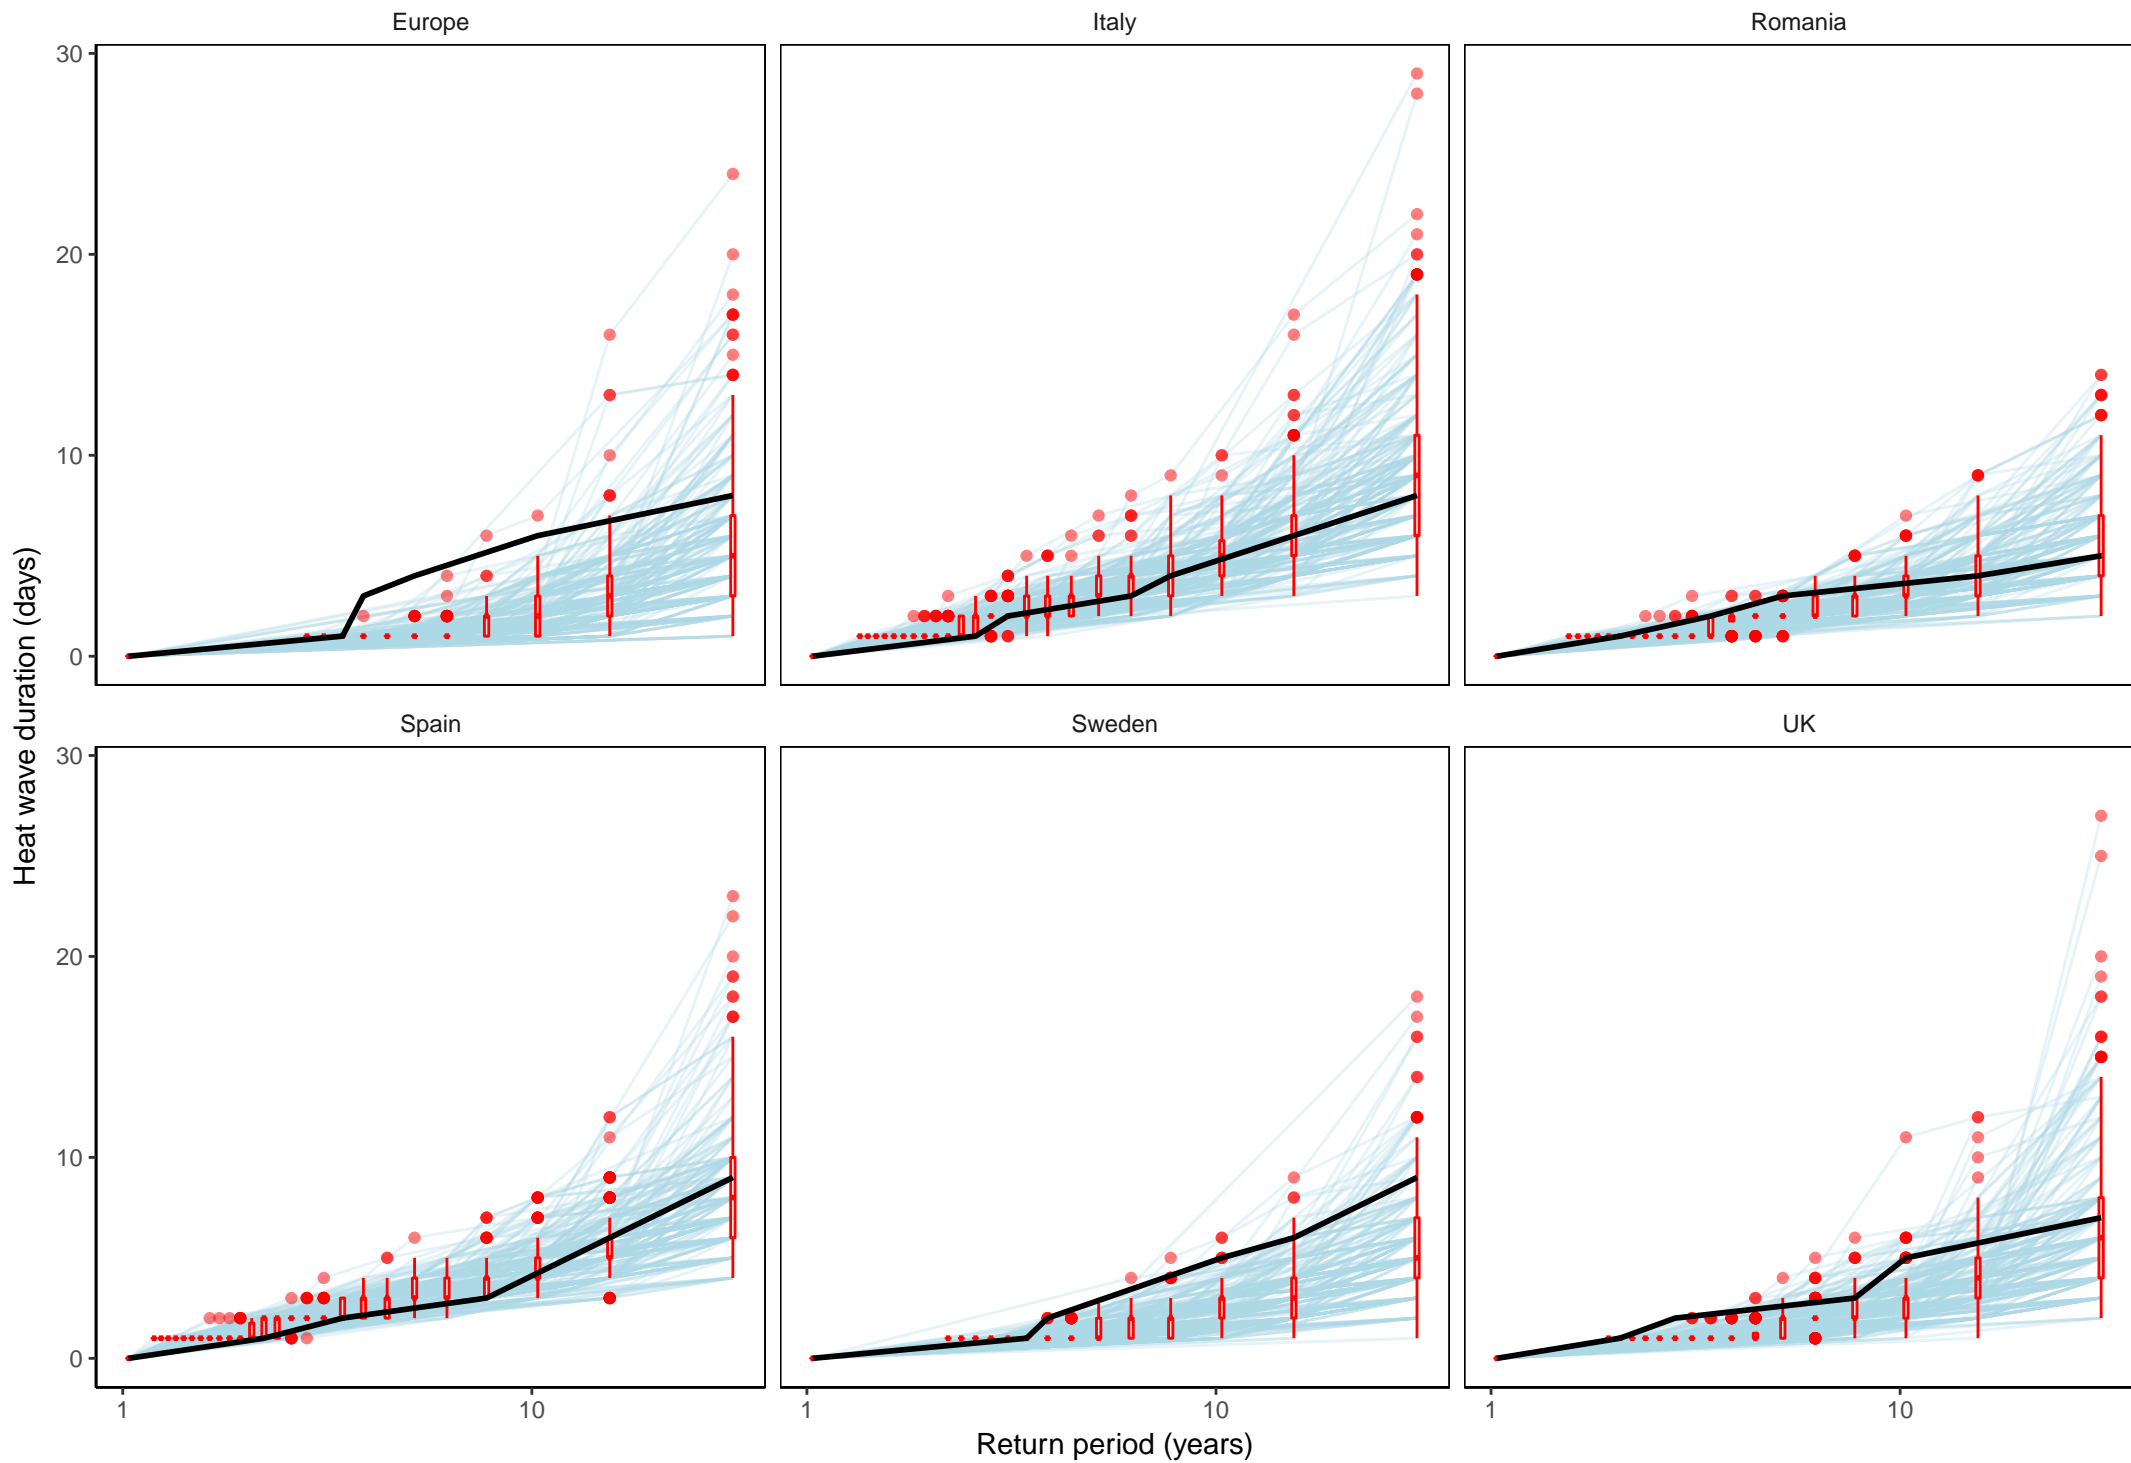 Europe
Italy
Romania
30
20
10
0
Spain
Sweden
UK
30
20
10
0
1
10
1
10
1
10
Heat wave duration (days)
Return period (years)